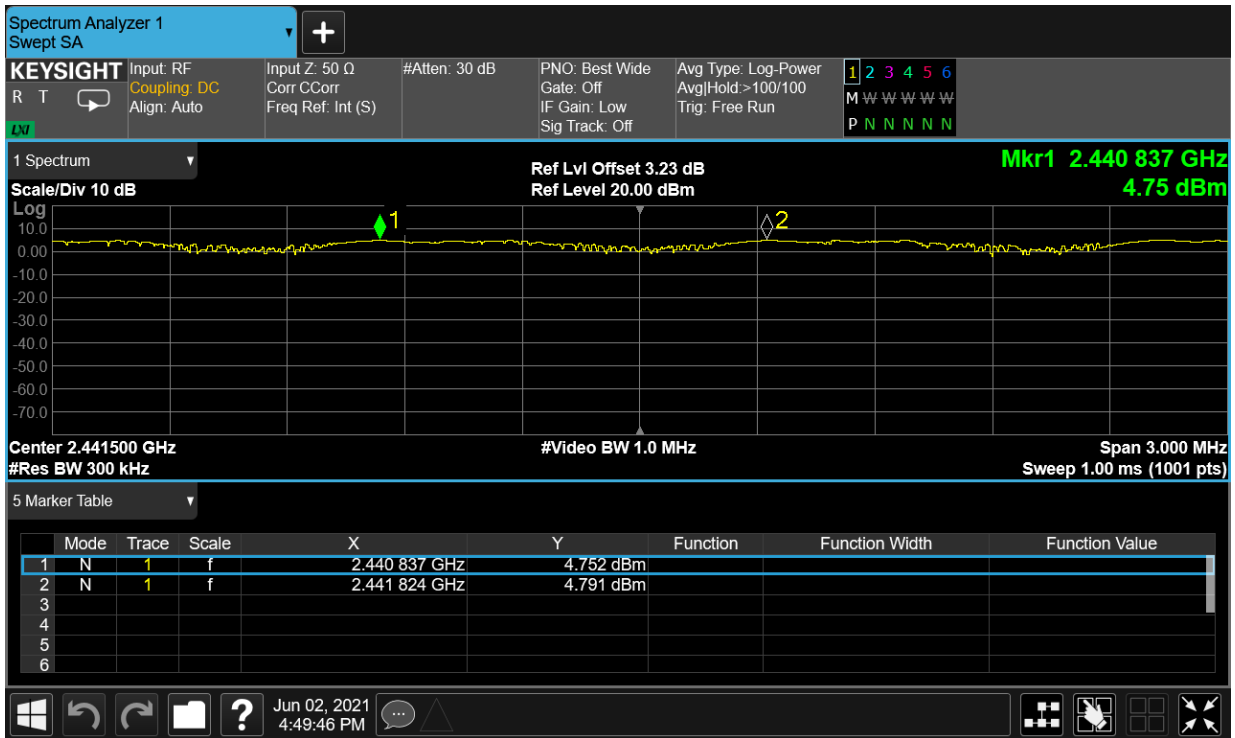 Spectrum Analyzer 1
Swept SA
+
KEYSIGHT
R T
LXI
Input: RF
Coupling: DC
Align: Auto
Input Z: 50 Ω
Corr CCorr
Freq Ref: Int (S)
#Atten: 30 dB
PNO: Best Wide
Gate: Off
IF Gain: Low
Sig Track: Off
Avg Type: Log-Power
Avg|Hold:>100/100
Trig: Free Run
1 2 3 4 5 6
M W W W W W
P N N N N N
1 Spectrum
Scale/Div 10 dB
Ref Lvl Offset 3.23 dB
Ref Level 20.00 dBm
Mkr1 2.440 837 GHz
4.75 dBm
Log
1
2
10.0
0.00
-10.0
-20.0
-30.0
-40.0
-50.0
-60.0
-70.0
Center 2.441500 GHz
#Res BW 300 kHz
#Video BW 1.0 MHz
Span 3.000 MHz
Sweep 1.00 ms (1001 pts)
5 Marker Table
Mode Trace Scale X Y Function Function Width Function Value
1 N 1 f 2.440 837 GHz 4.752 dBm
2 N 1 f 2.441 824 GHz 4.791 dBm
3
4
5
6
?
Jun 02, 2021
4:49:46 PM